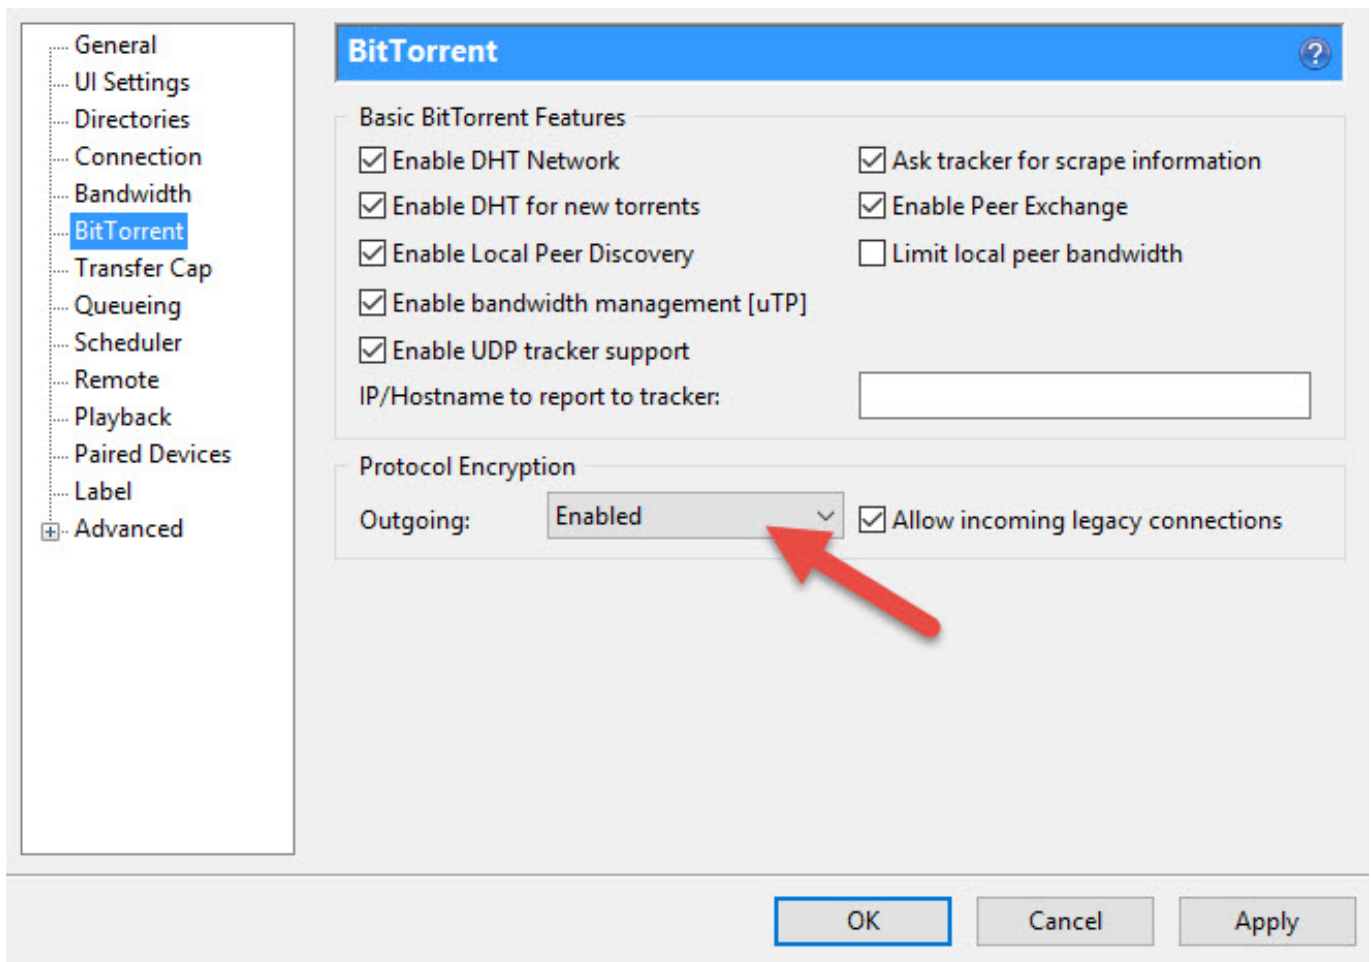 General
UI Settings
Directories
Connection
Bandwidth
BitTorrent
Transfer Cap
Queueing
Scheduler
Remote
Playback
Paired Devices
Label
Advanced
BitTorrent
?
Basic BitTorrent Features
Enable DHT Network
Ask tracker for scrape information
Enable DHT for new torrents
Enable Peer Exchange
Enable Local Peer Discovery
Limit local peer bandwidth
Enable bandwidth management [uTP]
Enable UDP tracker support
IP/Hostname to report to tracker:
Protocol Encryption
Outgoing:
Enabled
Allow incoming legacy connections
OK
Cancel
Apply